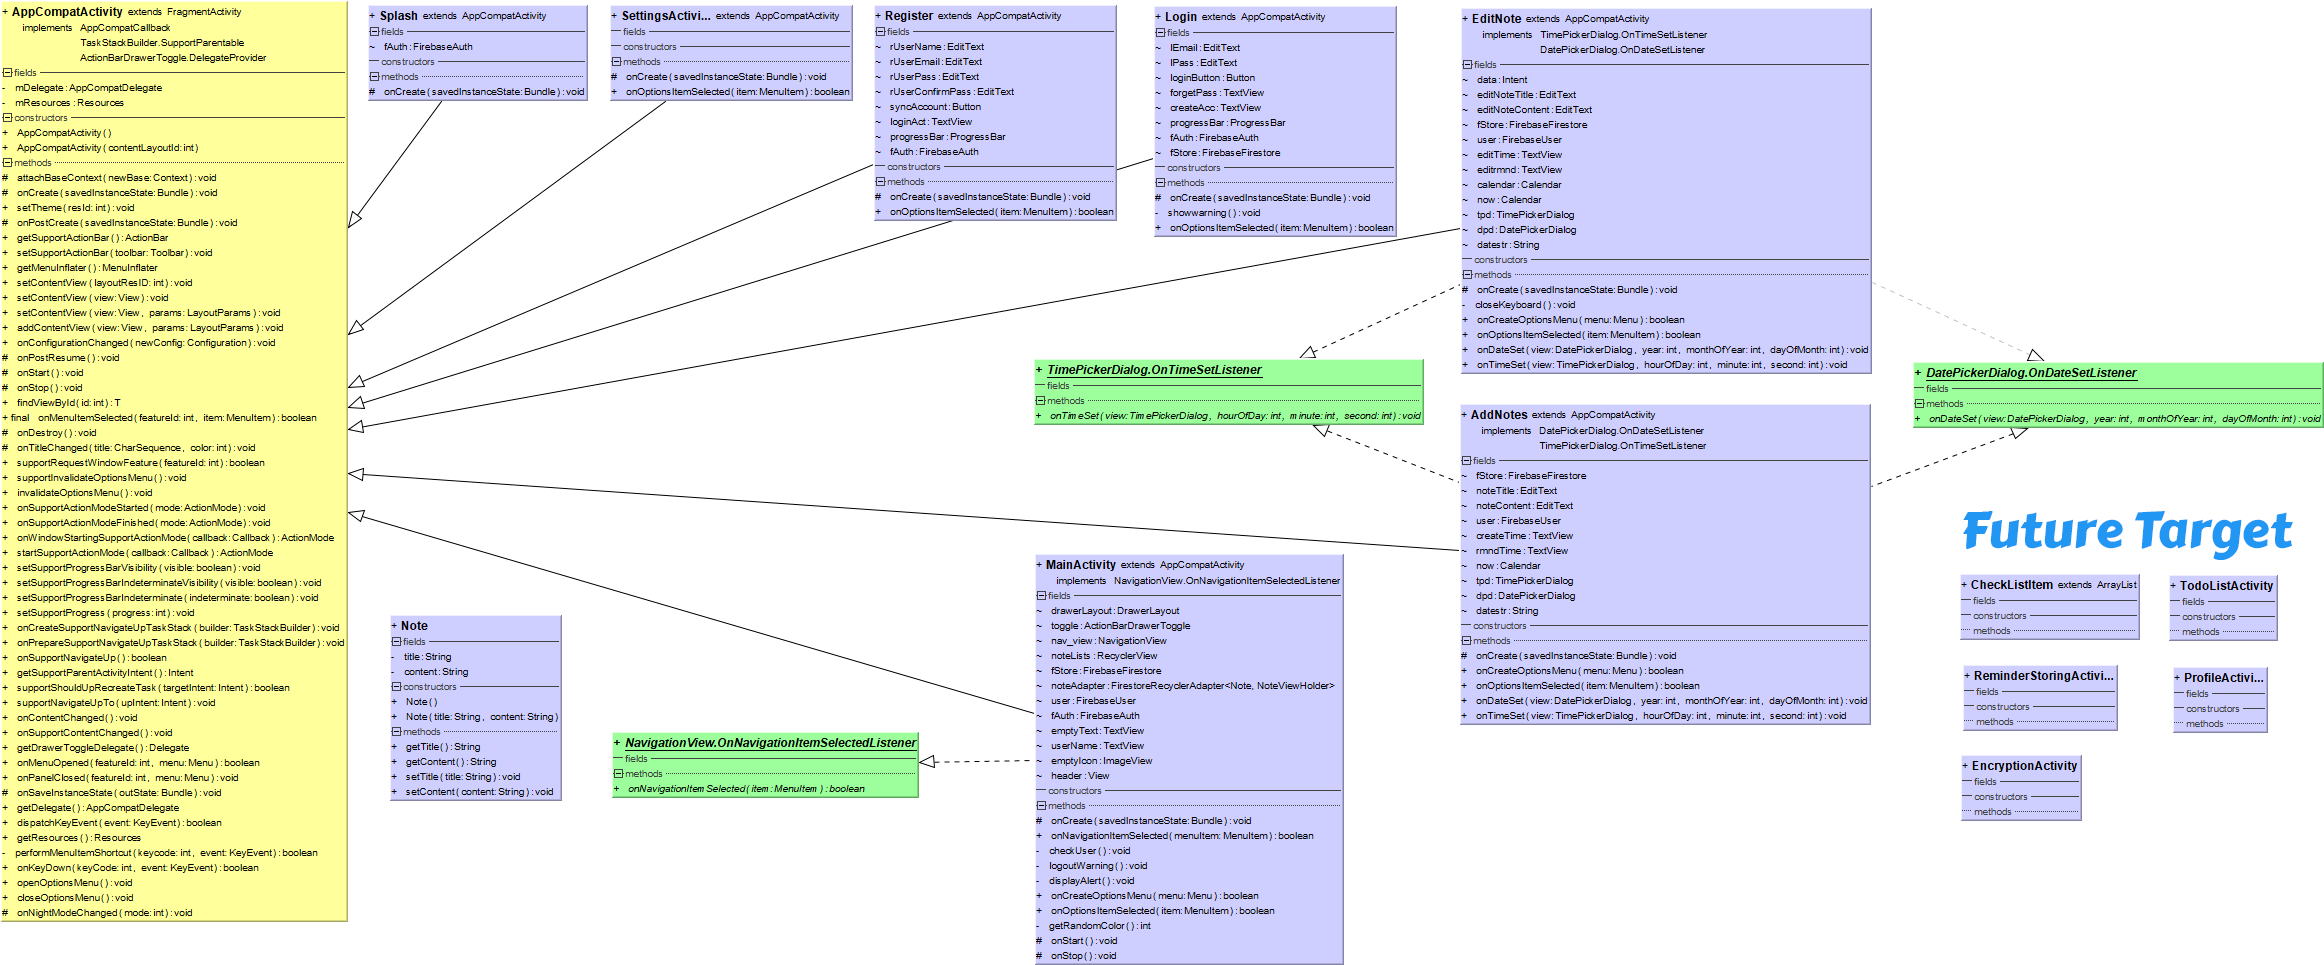 + AppCompatActivity extends FragmentActivity
implements AppCompatCallback
TaskStackBuilder.SupportParentable
ActionBarDrawerToggle.DelegateProvider
fields
- mDelegate: AppCompatDelegate
- mResources: Resources
constructors
+ AppCompatActivity()
+ AppCompatActivity(contentLayoutId: int)
methods
# attachBaseContext(newBase: Context): void
# onCreate(savedInstanceState: Bundle): void
+ setTheme(resId: int): void
# onPostCreate(savedInstanceState: Bundle): void
+ getSupportActionBar(): ActionBar
+ setSupportActionBar(toolbar: Toolbar): void
+ getMenuInflater(): MenuInflater
+ setContentView(layoutResID: int): void
+ setContentView(view: View): void
+ setContentView(view: View, params: LayoutParams): void
+ addContentView(view: View, params: LayoutParams): void
+ onConfigurationChanged(newConfig: Configuration): void
# onPostResume(): void
# onStart(): void
# onStop(): void
+ findViewById(id: int): T
+ final onMenuItemSelected(featureId: int, item: MenuItem): boolean
# onDestroy(): void
# onTitleChanged(title: CharSequence, color: int): void
+ supportRequestWindowFeature(featureId: int): boolean
+ supportInvalidateOptionsMenu(): void
+ invalidateOptionsMenu(): void
+ onSupportActionModeStarted(mode: ActionMode): void
+ onSupportActionModeFinished(mode: ActionMode): void
+ onWindowStartingSupportActionMode(callback: Callback): ActionMode
+ startSupportActionMode(callback: Callback): ActionMode
+ setSupportProgressBarVisibility(visible: boolean): void
+ setSupportProgressBarIndeterminateVisibility(visible: boolean): void
+ setSupportProgressBarIndeterminate(indeterminate: boolean): void
+ setSupportProgress(progress: int): void
+ onCreateSupportNavigateUpTaskStack(builder: TaskStackBuilder): void
+ onPrepareSupportNavigateUpTaskStack(builder: TaskStackBuilder): void
+ onSupportNavigateUp(): boolean
+ getSupportParentActivityIntent(): Intent
+ supportShouldUpRecreateTask(targetIntent: Intent): boolean
+ supportNavigateUpTo(upIntent: Intent): void
+ onContentChanged(): void
+ onSupportContentChanged(): void
+ getDrawerToggleDelegate(): Delegate
+ onMenuOpened(featureId: int, menu: Menu): boolean
+ onPanelClosed(featureId: int, menu: Menu): void
# onSaveInstanceState(outState: Bundle): void
+ getDelegate(): AppCompatDelegate
+ dispatchKeyEvent(event: KeyEvent): boolean
+ getResources(): Resources
- performMenuItemShortcut(keycode: int, event: KeyEvent): boolean
+ onKeyDown(keyCode: int, event: KeyEvent): boolean
+ openOptionsMenu(): void
+ closeOptionsMenu(): void
# onNightModeChanged(mode: int): void
+ Splash extends AppCompatActivity
fields
~ fAuth: FirebaseAuth
constructors
methods
# onCreate(savedInstanceState: Bundle): void
+ SettingsActivi... extends AppCompatActivity
fields
constructors
methods
# onCreate(savedInstanceState: Bundle): void
+ onOptionsItemSelected(item: MenuItem): boolean
+ Register extends AppCompatActivity
fields
~ rUserName: EditText
~ rUserEmail: EditText
~ rUserPass: EditText
~ rUserConfirmPass: EditText
~ syncAccount: Button
~ loginAct: TextView
~ progressBar: ProgressBar
~ fAuth: FirebaseAuth
constructors
methods
# onCreate(savedInstanceState: Bundle): void
+ onOptionsItemSelected(item: MenuItem): boolean
+ Login extends AppCompatActivity
fields
~ lEmail: EditText
~ lPass: EditText
~ loginButton: Button
~ forgetPass: TextView
~ createAcc: TextView
~ progressBar: ProgressBar
~ fAuth: FirebaseAuth
~ fStore: FirebaseFirestore
constructors
methods
# onCreate(savedInstanceState: Bundle): void
- showwarning(): void
+ onOptionsItemSelected(item: MenuItem): boolean
+ EditNote extends AppCompatActivity
implements TimePickerDialog.OnTimeSetListener
DatePickerDialog.OnDateSetListener
fields
~ data: Intent
~ editNoteTitle: EditText
~ editNoteContent: EditText
~ fStore: FirebaseFirestore
~ user: FirebaseUser
~ editTime: TextView
~ editrmnd: TextView
~ calendar: Calendar
~ now: Calendar
~ tpd: TimePickerDialog
~ dpd: DatePickerDialog
~ datestr: String
constructors
methods
# onCreate(savedInstanceState: Bundle): void
- closeKeyboard(): void
+ onCreateOptionsMenu(menu: Menu): boolean
+ onOptionsItemSelected(item: MenuItem): boolean
+ onDateSet(view: DatePickerDialog, year: int, monthOfYear: int, dayOfMonth: int): void
+ onTimeSet(view: TimePickerDialog, hourOfDay: int, minute: int, second: int): void
+ TimePickerDialog.OnTimeSetListener
fields
methods
+ onTimeSet(view: TimePickerDialog, hourOfDay: int, minute: int, second: int): void
+ DatePickerDialog.OnDateSetListener
fields
methods
+ onDateSet(view: DatePickerDialog, year: int, monthOfYear: int, dayOfMonth: int): void
+ AddNotes extends AppCompatActivity
implements DatePickerDialog.OnDateSetListener
TimePickerDialog.OnTimeSetListener
fields
~ fStore: FirebaseFirestore
~ noteTitle: EditText
~ noteContent: EditText
~ user: FirebaseUser
~ createTime: TextView
~ rmndTime: TextView
~ now: Calendar
~ tpd: TimePickerDialog
~ dpd: DatePickerDialog
~ datestr: String
constructors
methods
# onCreate(savedInstanceState: Bundle): void
+ onCreateOptionsMenu(menu: Menu): boolean
+ onOptionsItemSelected(item: MenuItem): boolean
+ onDateSet(view: DatePickerDialog, year: int, monthOfYear: int, dayOfMonth: int): void
+ onTimeSet(view: TimePickerDialog, hourOfDay: int, minute: int, second: int): void
+ Note
fields
- title: String
- content: String
constructors
+ Note()
+ Note(title: String, content: String)
methods
+ getTitle(): String
+ getContent(): String
+ setTitle(title: String): void
+ setContent(content: String): void
+ NavigationView.OnNavigationItemSelectedListener
fields
methods
+ onNavigationItemSelected(item: MenuItem): boolean
+ MainActivity extends AppCompatActivity
implements NavigationView.OnNavigationItemSelectedListener
fields
~ drawerLayout: DrawerLayout
~ toggle: ActionBarDrawerToggle
~ nav_view: NavigationView
~ noteLists: RecyclerView
~ fStore: FirebaseFirestore
~ noteAdapter: FirestoreRecyclerAdapter<Note, NoteViewHolder>
~ user: FirebaseUser
~ fAuth: FirebaseAuth
~ emptyText: TextView
~ userName: TextView
~ emptyIcon: ImageView
~ header: View
constructors
methods
# onCreate(savedInstanceState: Bundle): void
+ onNavigationItemSelected(menuItem: MenuItem): boolean
- checkUser(): void
- logoutWarning(): void
- displayAlert(): void
+ onCreateOptionsMenu(menu: Menu): boolean
+ onOptionsItemSelected(item: MenuItem): boolean
- getRandomColor(): int
# onStart(): void
# onStop(): void
Future Target
+ CheckListItem extends ArrayList
fields
constructors
methods
+ TodoListActivity
fields
constructors
methods
+ ReminderStoringActivi...
fields
constructors
methods
+ ProfileActivi...
fields
constructors
methods
+ EncryptionActivity
fields
constructors
methods